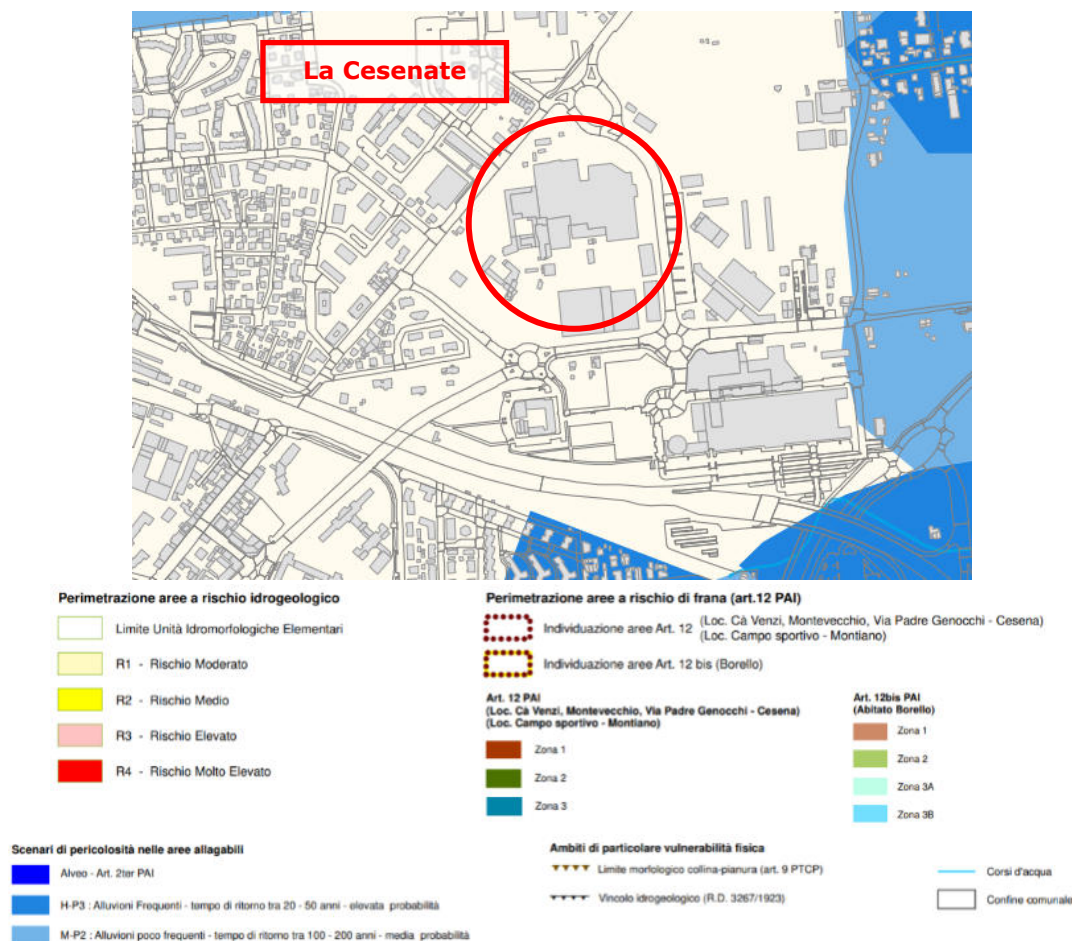 La Cesenate
Perimetrazione aree a rischio idrogeologico
Limite Unità Idromorfologiche Elementari
R1 - Rischio Moderato
R2 - Rischio Medio
R3 - Rischio Elevato
R4 - Rischio Molto Elevato
Perimetrazione aree a rischio di frana (art.12 PAI)
Individuazione aree Art. 12 (Loc. Cà Venzi, Montevecchio, Via Padre Genocchi - Cesena)
(Loc. Campo sportivo - Montiano)
Individuazione aree Art. 12 bis (Borello)
Art. 12 PAI
(Loc. Cà Venzi, Montevecchio, Via Padre Genocchi - Cesena)
(Loc. Campo sportivo - Montiano)
Zona 1
Zona 2
Zona 3
Art. 12bis PAI
(Abitato Borello)
Zona 1
Zona 2
Zona 3A
Zona 3B
Scenari di pericolosità nelle aree allagabili
Alveo - Art. 2ter PAI
H-P3 : Alluvioni Frequenti - tempo di ritorno tra 20 - 50 anni - elevata probabilità
M-P2 : Alluvioni poco frequenti - tempo di ritorno tra 100 - 200 anni - media probabilità
Ambiti di particolare vulnerabilità fisica
Limite morfologico collina-pianura (art. 9 PTCP)
Vincolo idrogeologico (R.D. 3267/1923)
Corsi d'acqua
Confine comunale